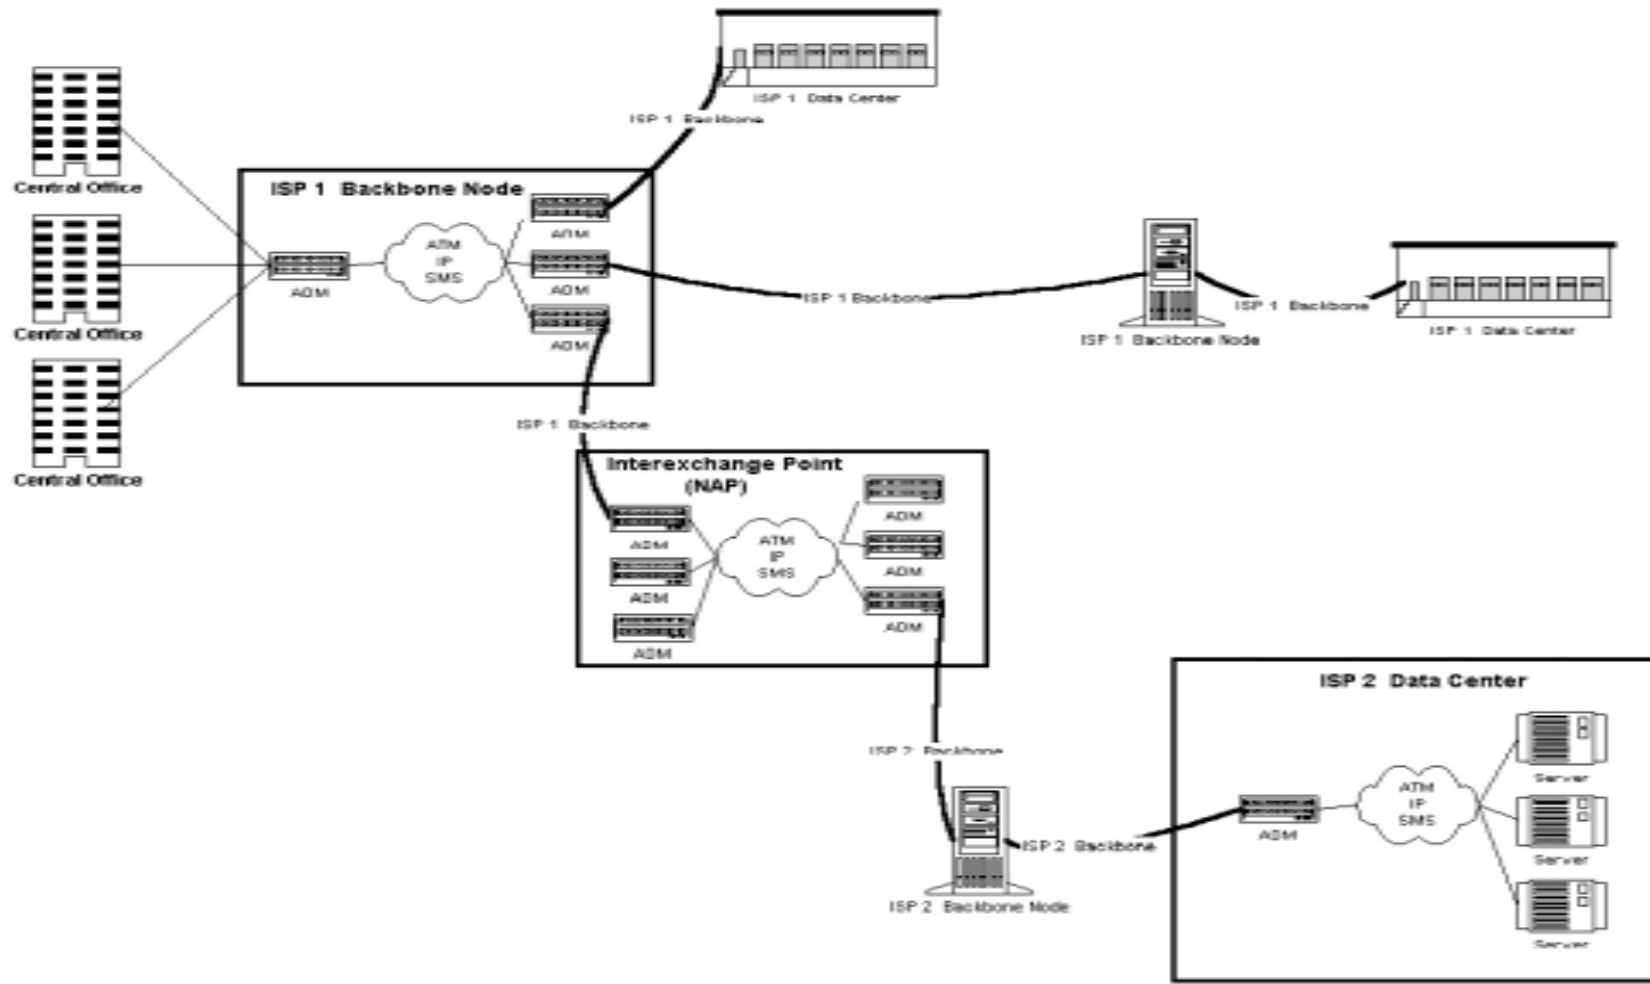 ISP 1 Data Center
ISP 1 Backbone
Central Office
ISP 1 Backbone Node
ADM
ATM
IP
SMS
ADM
ADM
ADM
Central Office
Central Office
ISP 1 Backbone
ISP 1 Backbone Node
ISP 1 Backbone
ISP 1 Data Center
ISP 1 Backbone
Interexchange Point
(NAP)
ADM
ADM
ADM
ATM
IP
SMS
ADM
ADM
ADM
ISP 2 Backbone
ISP 2 Backbone Node
ISP 2 Backbone
ISP 2 Data Center
ADM
ATM
IP
SMS
Server
Server
Server